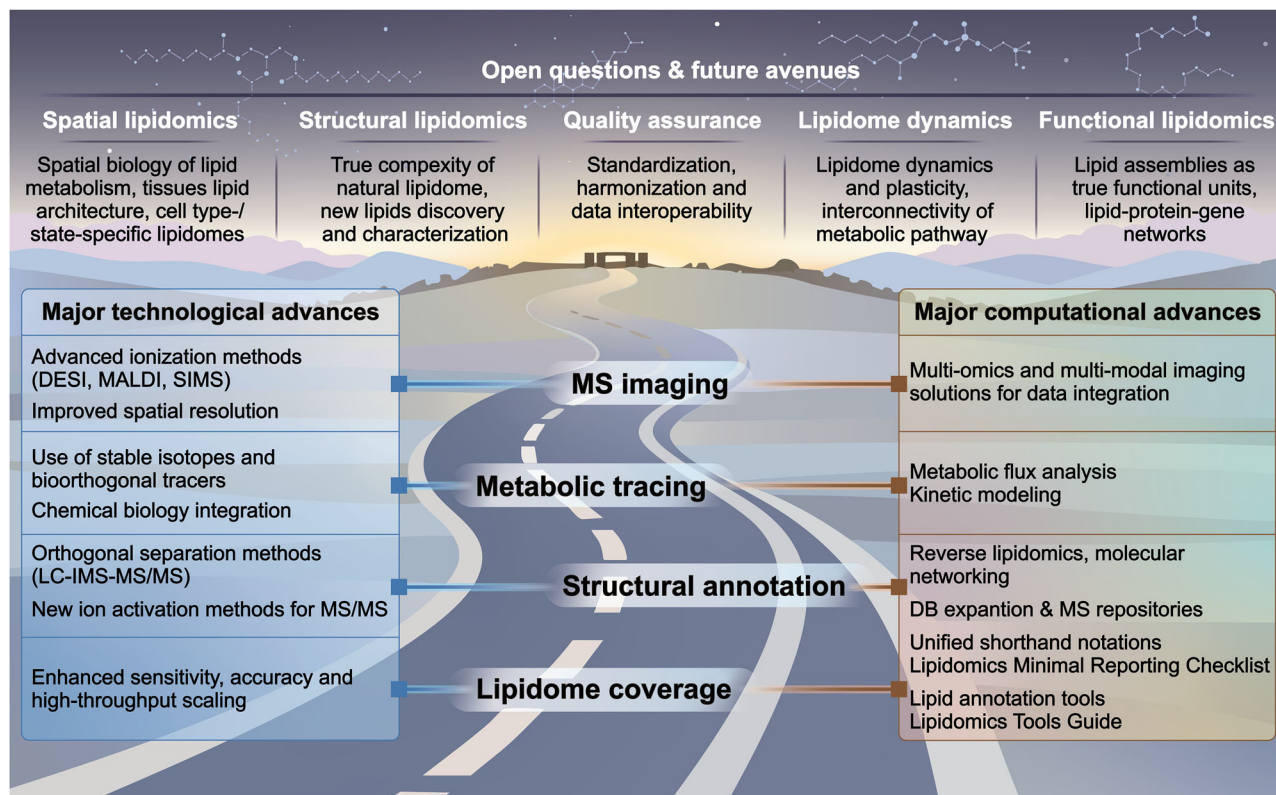 Open questions & future avenues
Spatial lipidomics
Spatial biology of lipid
metabolism, tissues lipid
architecture, cell type-/
state-specific lipidomes
Structural lipidomics
True compexity of
natural lipidome,
new lipids discovery
and characterization
Quality assurance
Standardization,
harmonization and
data interoperability
Lipidome dynamics
Lipidome dynamics
and plasticity,
interconnectivity of
metabolic pathway
Functional lipidomics
Lipid assemblies as
true functional units,
lipid-protein-gene
networks
Major technological advances
Advanced ionization methods
(DESI, MALDI, SIMS)
Improved spatial resolution
Use of stable isotopes and
bioorthogonal tracers
Chemical biology integration
Orthogonal separation methods
(LC-IMS-MS/MS)
New ion activation methods for MS/MS
Enhanced sensitivity, accuracy and
high-throughput scaling
MS imaging
Metabolic tracing
Structural annotation
Lipidome coverage
Major computational advances
Multi-omics and multi-modal imaging
solutions for data integration
Metabolic flux analysis
Kinetic modeling
Reverse lipidomics, molecular
networking
DB expantion & MS repositories
Unified shorthand notations
Lipidomics Minimal Reporting Checklist
Lipid annotation tools
Lipidomics Tools Guide